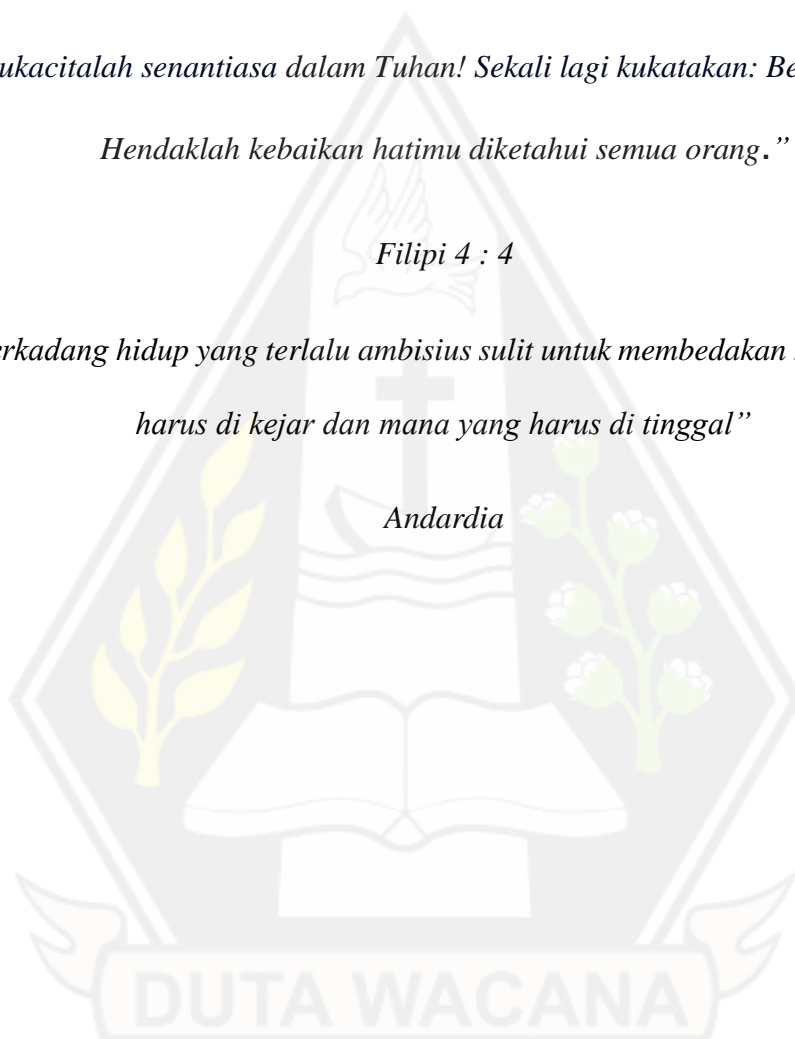 ukacitalah senantiasa dalam Tuhan! Sekali lagi kukatakan: Be
Hendaklah kebaikan hatimu diketahui semua orang.”
Filipi 4 : 4
erkadang hidup yang terlalu ambisius sulit untuk membedakan
harus di kejar dan mana yang harus di tinggal”
Andardia
DUTA WACANA